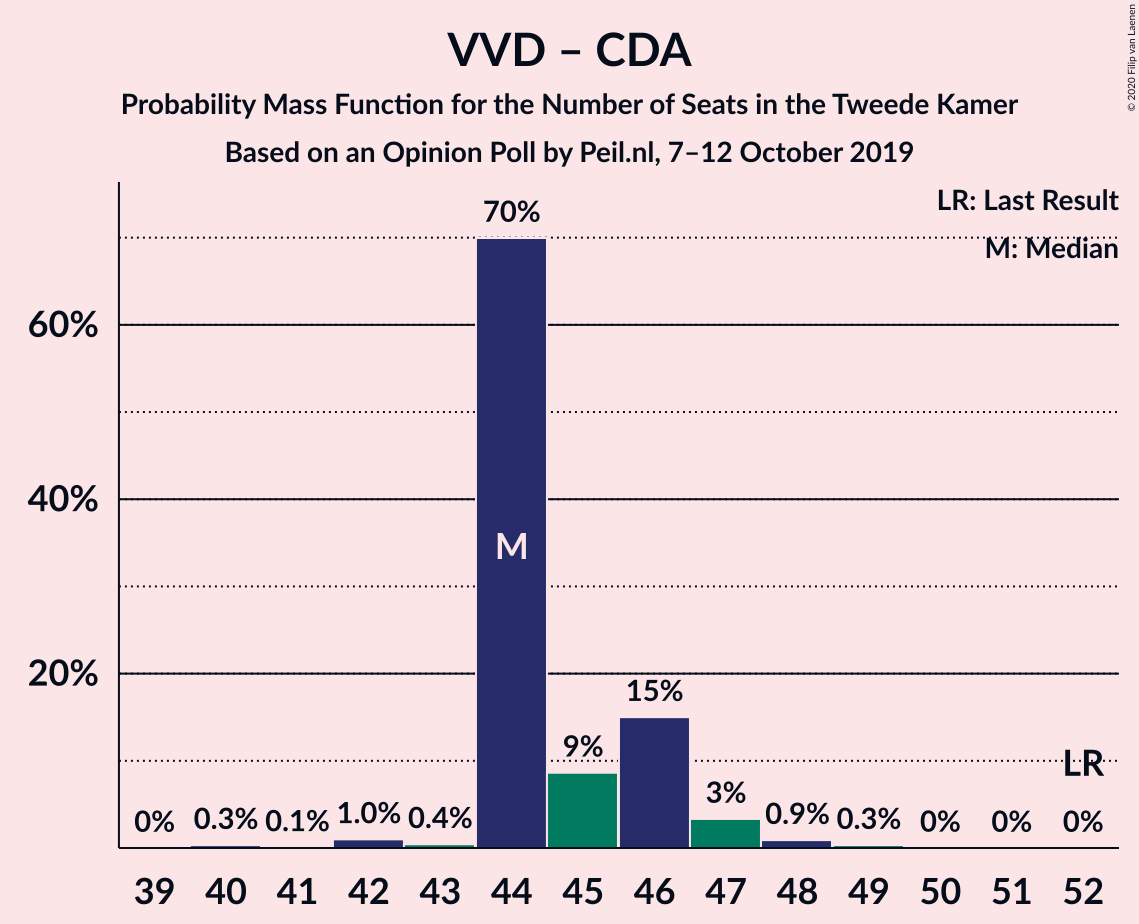 VVD – CDA
Probability Mass Function for the Number of Seats in the Tweede Kamer
Based on an Opinion Poll by Peil.nl, 7–12 October 2019
© 2020 Filip van Laenen
LR: Last Result
M: Median
60%
40%
20%
0% 0.3% 0.1% 1.0% 0.4% 70% 9% 15% 3% 0.9% 0.3% 0% 0% 0%
M
LR
39 40 41 42 43 44 45 46 47 48 49 50 51 52